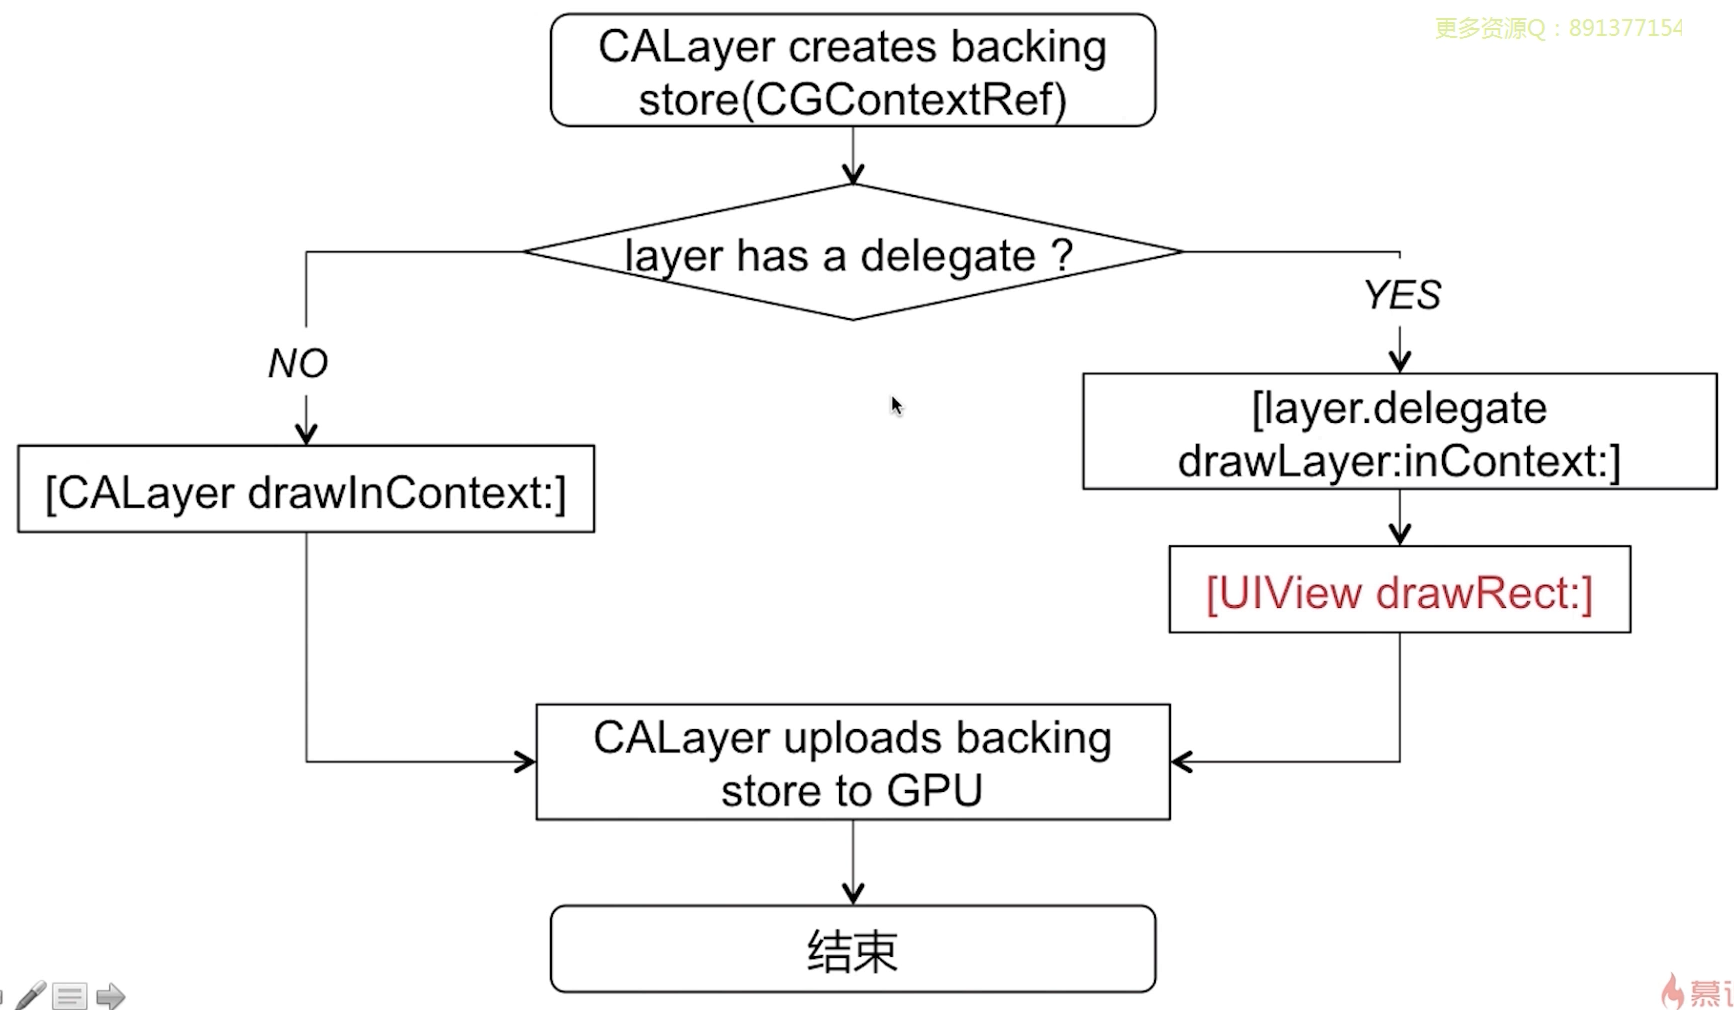 更多资源Q：891377154
CALayer creates backing
store(CGContextRef)
layer has a delegate ?
YES
NO
[layer.delegate
drawLayer:inContext:]
[CALayer drawInContext:]
[UIView drawRect:]
CALayer uploads backing
store to GPU
结束
慕